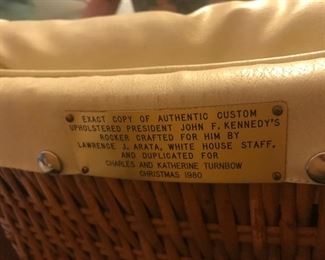 EXACT COPY OF AUTHENTIC CUSTOM
UPHOLSTERED PRESIDENT JOHN F. KENNEDY'S
ROCKER CRAFTED FOR HIM BY
LAWRENCE J. ARATA, WHITE HOUSE STAFF,
AND DUPLICATED FOR
CHARLES AND KATHERINE TURNBOW
CHRISTMAS 1980